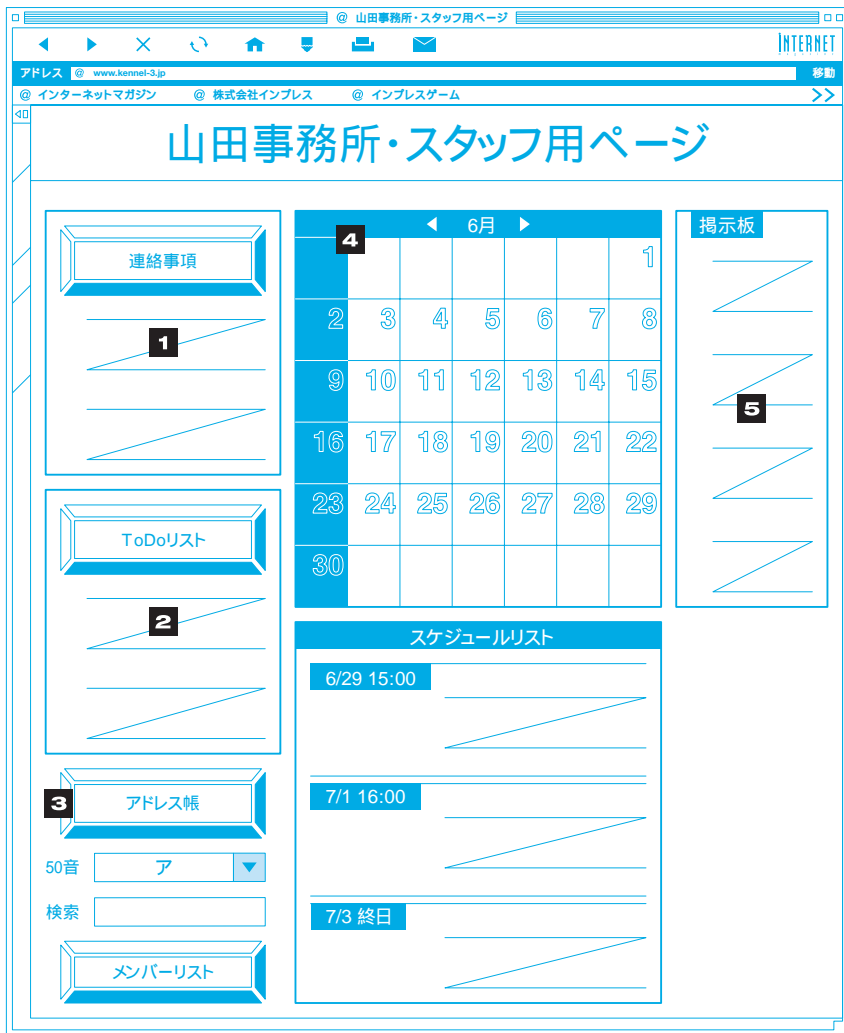 @ 山田事務所・スタッフ用ページ
INTERNET
アドレス @ www.kennel-3.jp 移動
@ インターネットマガジン @ 株式会社インプレス @ インプレスゲーム >>
山田事務所・スタッフ用ページ
連絡事項
1
ToDoリスト
2
3 アドレス帳
50音 ア
検索
メンバーリスト
6月
4
1
2 3 4 5 6 7 8
9 10 11 12 13 14 15
16 17 18 19 20 21 22
23 24 25 26 27 28 29
30
スケジュールリスト
6/29 15:00
7/1 16:00
7/3 終日
掲示板
5